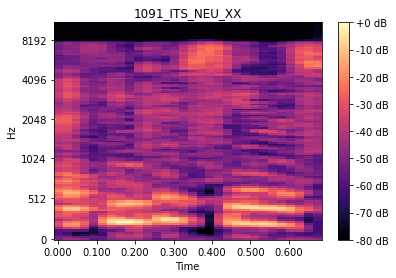 1091_ITS_NEU_XX
+0 dB
8192
-10 dB
4096
-20 dB
-30 dB
2048
-40 dB
Hz
1024
-50 dB
-60 dB
512
-70 dB
0
-80 dB
0.000 0.100 0.200 0.300 0.400 0.500 0.600
Time